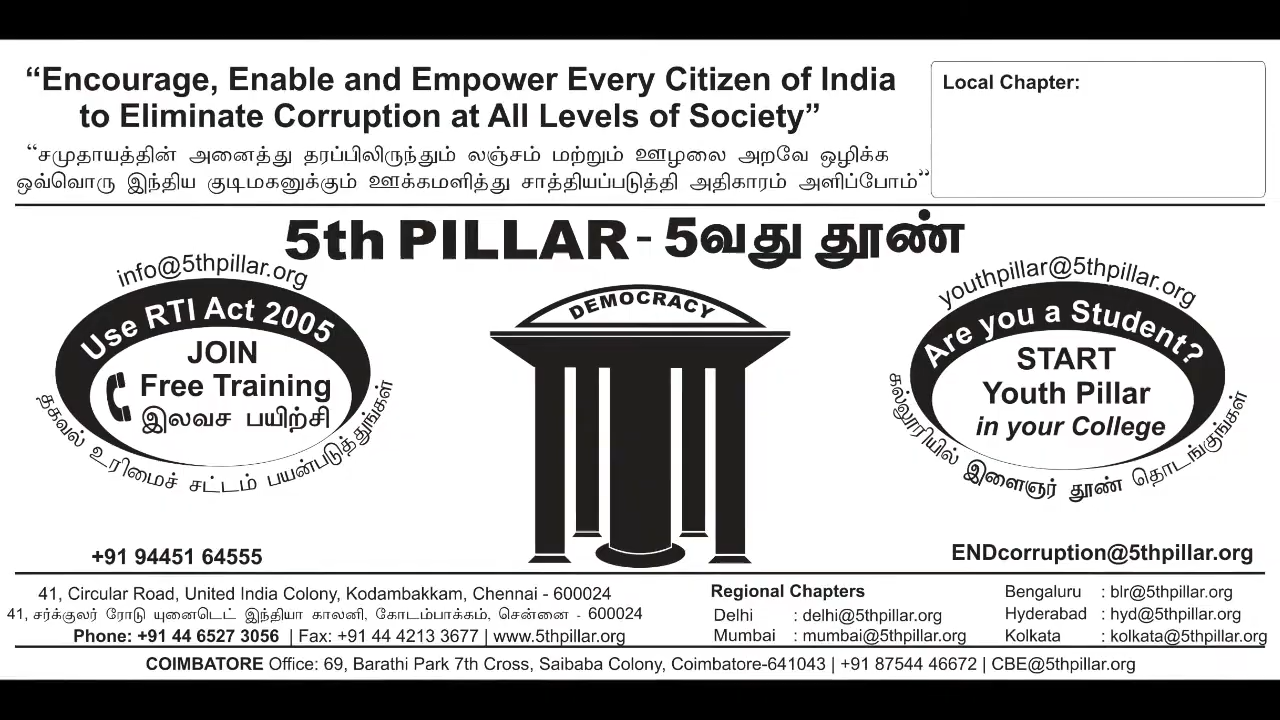 “Encourage, Enable and Empower Every Citizen of India
to Eliminate Corruption at All Levels of Society”
“சமுதாயத்தின் அனைத்து தரப்பிலிருந்தும் லஞ்சம் மற்றும் ஊழலை அறவே ஒழிக்க
ஒவ்வொரு இந்திய குடிமகனுக்கும் ஊக்கமளித்து சாத்தியப்படுத்தி அதிகாரம் அளிப்போம்”
Local Chapter:
5th PILLAR - 5வது தூண்
info@5thpillar.org
Use RTI Act 2005
JOIN
Free Training
இலவச பயிற்சி
தகவல் உரிமைச் சட்டம் பயன்படுத்துங்கள்
+91 94451 64555
DEMOCRACY
youthpillar@5thpillar.org
Are you a Student?
START
Youth Pillar
in your College
கல்லூரியில் இளைஞர் தூண் தொடங்குங்கள்
ENDcorruption@5thpillar.org
41, Circular Road, United India Colony, Kodambakkam, Chennai - 600024
41, சர்க்குலர் ரோடு யுனைடெட் இந்தியா காலனி, கோடம்பாக்கம், சென்னை - 600024
Phone: +91 44 6527 3056 | Fax: +91 44 4213 3677 | www.5thpillar.org
Regional Chapters
Delhi : delhi@5thpillar.org
Mumbai : mumbai@5thpillar.org
Bengaluru : blr@5thpillar.org
Hyderabad : hyd@5thpillar.org
Kolkata : kolkata@5thpillar.org
COIMBATORE Office: 69, Barathi Park 7th Cross, Saibaba Colony, Coimbatore-641043 | +91 87544 46672 | CBE@5thpillar.org